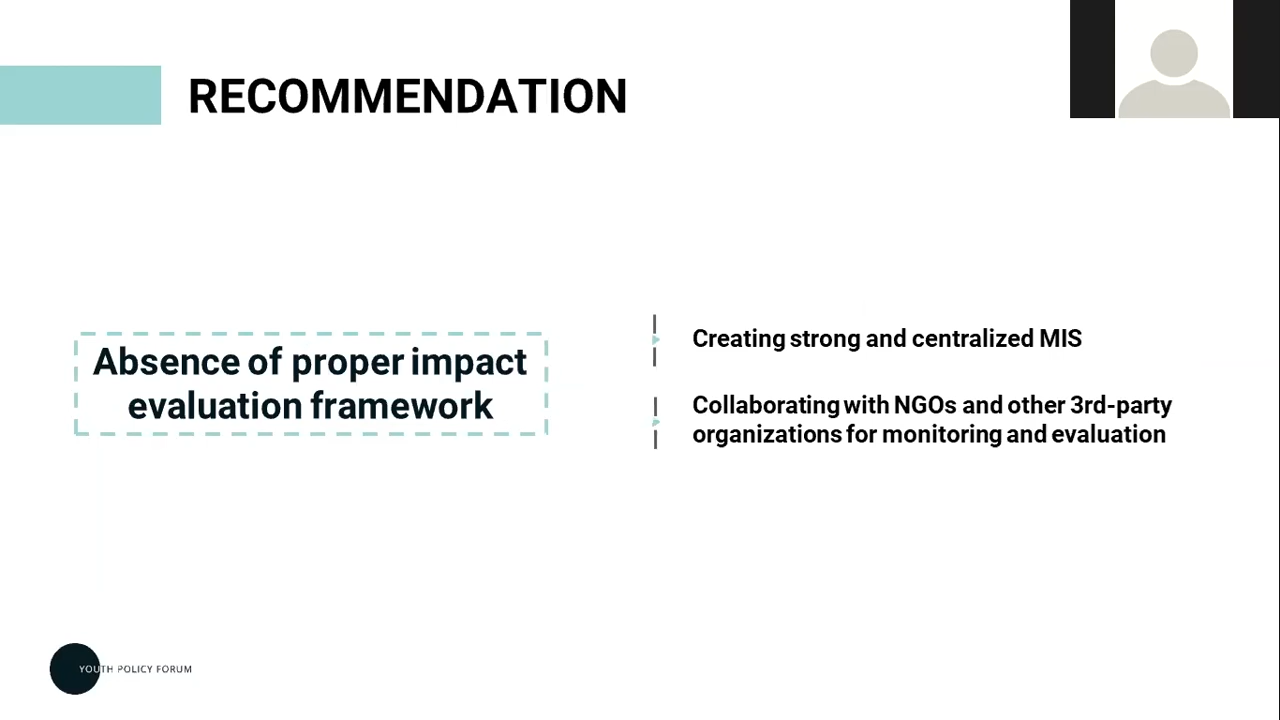 RECOMMENDATION
Absence of proper impact
evaluation framework
Creating strong and centralized MIS
Collaborating with NGOs and other 3rd-party
organizations for monitoring and evaluation
YOUTH POLICY FORUM